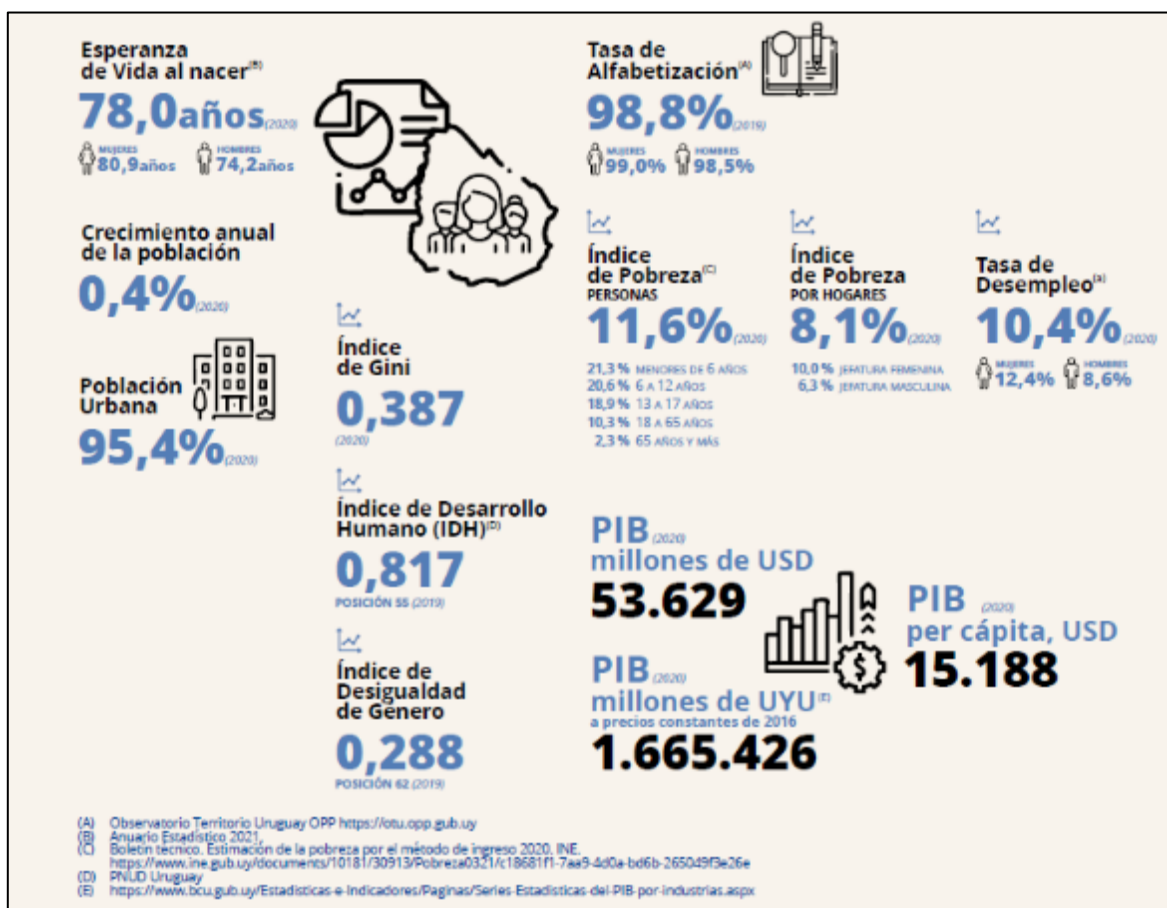 Esperanza
de Vida al nacer(B)
78,0años(2020)
MUJERES
80,9años
HOMBRES
74,2años
Crecimiento anual
de la población
0,4%(2020)
Población
Urbana
95,4%(2020)
Índice
de Gini
0,387
(2020)
Índice de Desarrollo
Humano (IDH)(D)
0,817
POSICIÓN 55 (2019)
Índice de
Desigualdad
de Género
0,288
POSICIÓN 62 (2019)
Tasa de
Alfabetización(A)
98,8%(2019)
MUJERES
99,0%
HOMBRES
98,5%
Índice
de Pobreza(C)
PERSONAS
11,6%(2020)
21,3 % MENORES DE 6 AÑOS
20,6 % 6 A 12 AÑOS
18,9 % 13 A 17 AÑOS
10,3 % 18 A 65 AÑOS
2,3 % 65 AÑOS Y MÁS
Índice
de Pobreza
POR HOGARES
8,1%(2020)
10,0 % JEFATURA FEMENINA
6,3 % JEFATURA MASCULINA
Tasa de
Desempleo(a)
10,4%(2020)
MUJERES
12,4%
HOMBRES
8,6%
PIB (2020)
millones de USD
53.629
PIB (2020)
millones de UYU(E)
a precios constantes de 2016
1.665.426
$
PIB (2020)
per cápita, USD
15.188
(A) Observatorio Territorio Uruguay OPP https://otu.opp.gub.uy
(B) Anuario Estadístico 2021,
(C) Boletín técnico. Estimación de la pobreza por el método de ingreso 2020, INE,
https://www.ine.gub.uy/documents/10181/30913/Pobreza0321/c18681f1-7aa9-4d0a-bd6b-265049f3e26e
(D) PNUD Uruguay
(E) https://www.bcu.gub.uy/Estadisticas-e-Indicadores/Paginas/Series-Estadisticas-del-PIB-por-industrias.aspx